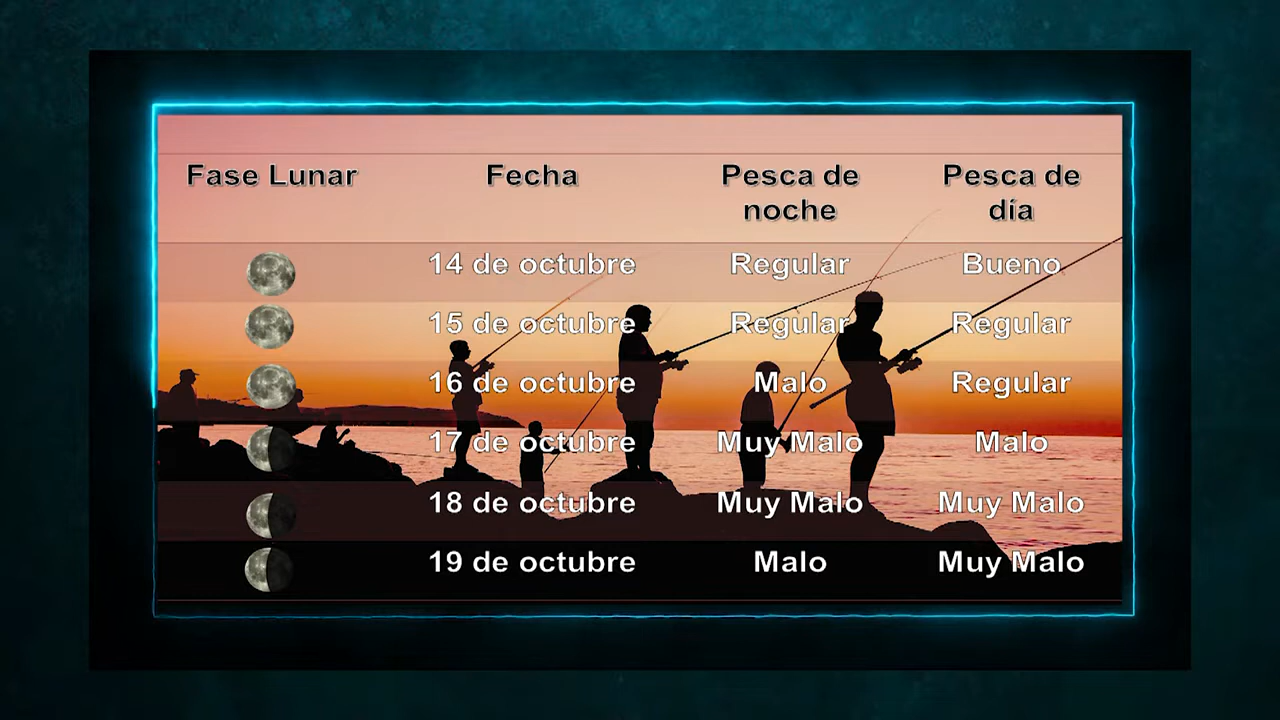 Fase Lunar Fecha Pesca de noche Pesca de día
14 de octubre Regular Bueno
15 de octubre Regular Regular
16 de octubre Malo Regular
17 de octubre Muy Malo Malo
18 de octubre Muy Malo Muy Malo
19 de octubre Malo Muy Malo